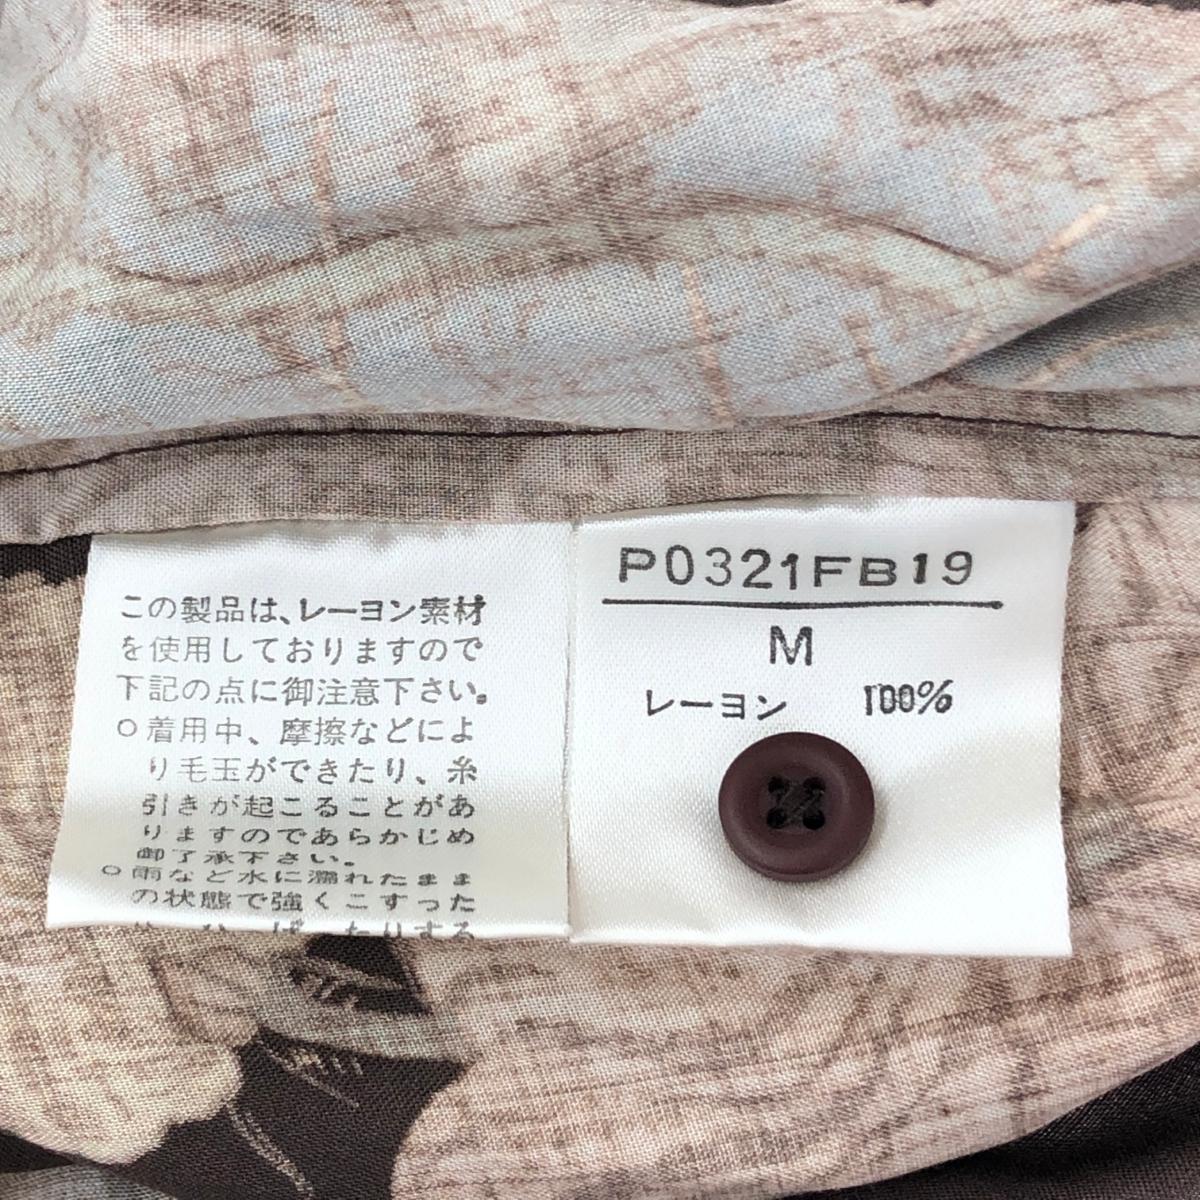 この製品は、レーヨン素材
を使用しておりますので
下記の点に御注意下さい。
○着用中、摩擦などによ
り毛玉ができたり、糸
引きが起こることがあ
りますのであらかじめ
御了承下さい。
○雨など水に濡れたまま
の状態で強くこすった
P0321FB19
M
レーヨン 100%